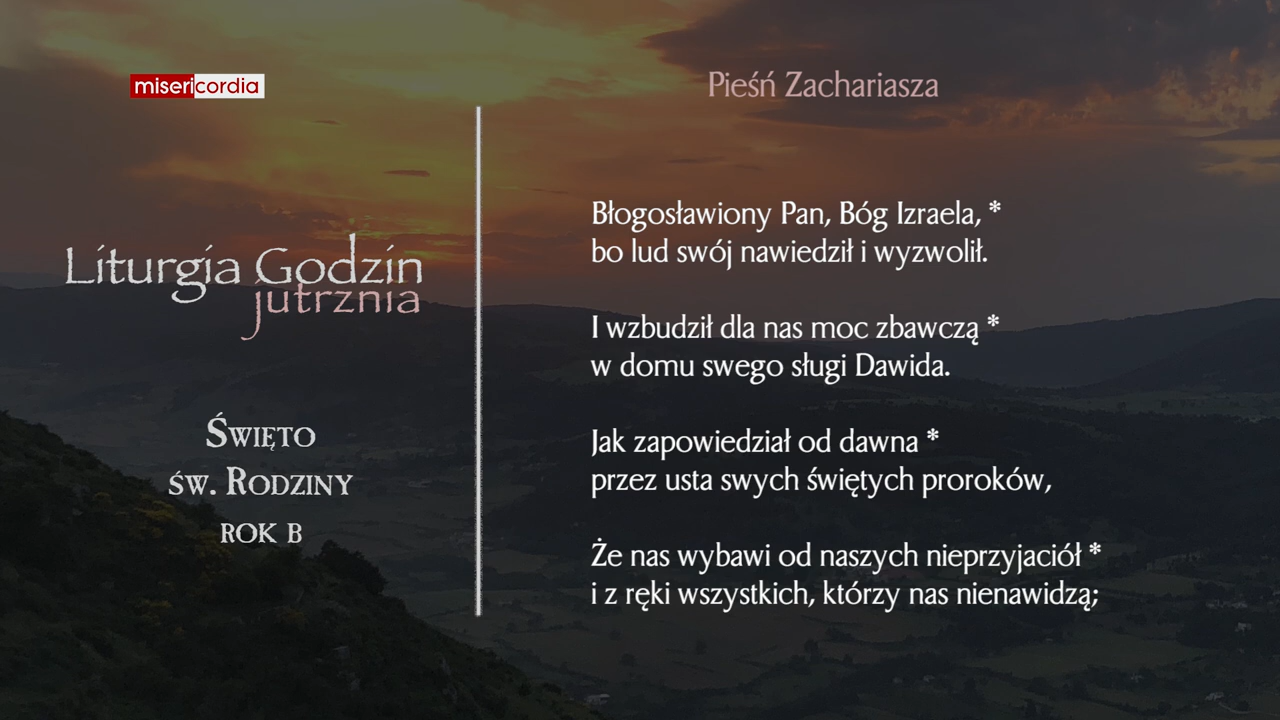 misericordia
Liturgia Godzin
jutrznia
Święto
św. Rodziny
rok B
Pieśń Zachariasza
Błogosławiony Pan, Bóg Izraela, *
bo lud swój nawiedził i wyzwolił.
I wzbudził dla nas moc zbawczą *
w domu swego sługi Dawida.
Jak zapowiedział od dawna *
przez usta swych świętych proroków,
Że nas wybawi od naszych nieprzyjaciół *
i z ręki wszystkich, którzy nas nienawidzą;